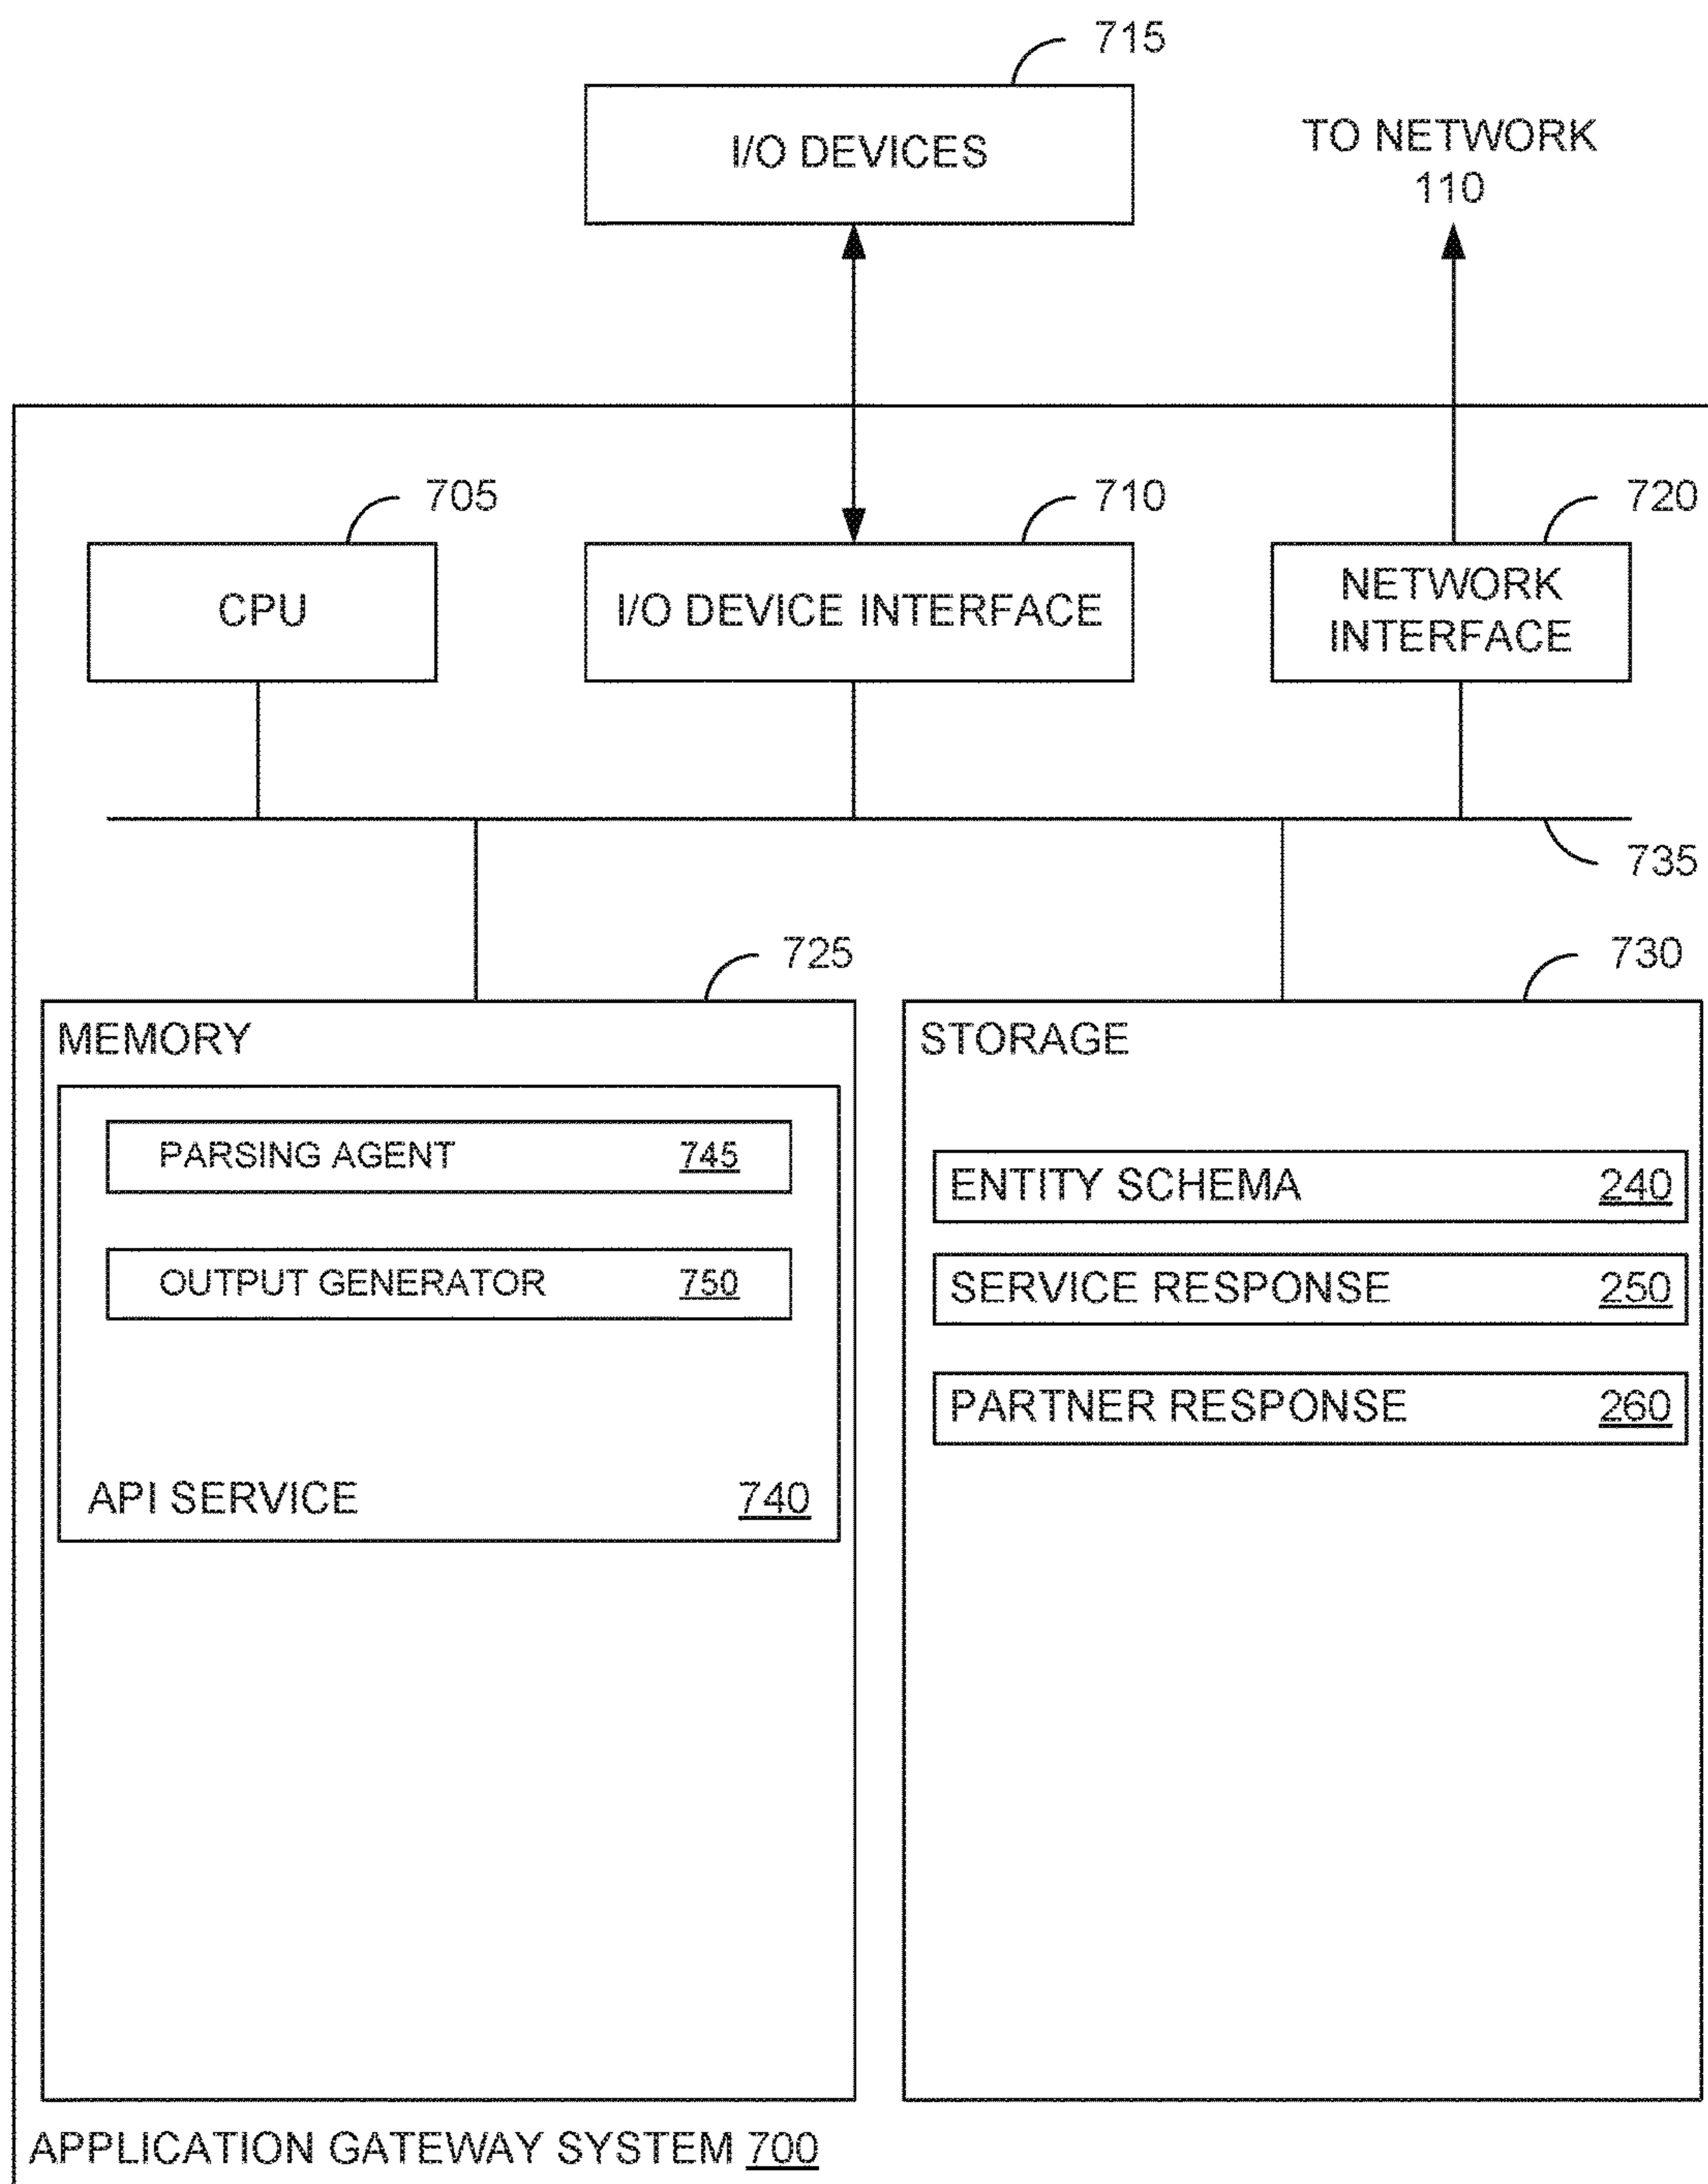 715
I/O DEVICES
TO NETWORK
110
705
710
720
CPU
I/O DEVICE INTERFACE
NETWORK
INTERFACE
735
725
730
MEMORY
PARSING AGENT 745
OUTPUT GENERATOR 750
API SERVICE 740
STORAGE
ENTITY SCHEMA 240
SERVICE RESPONSE 250
PARTNER RESPONSE 260
APPLICATION GATEWAY SYSTEM 700